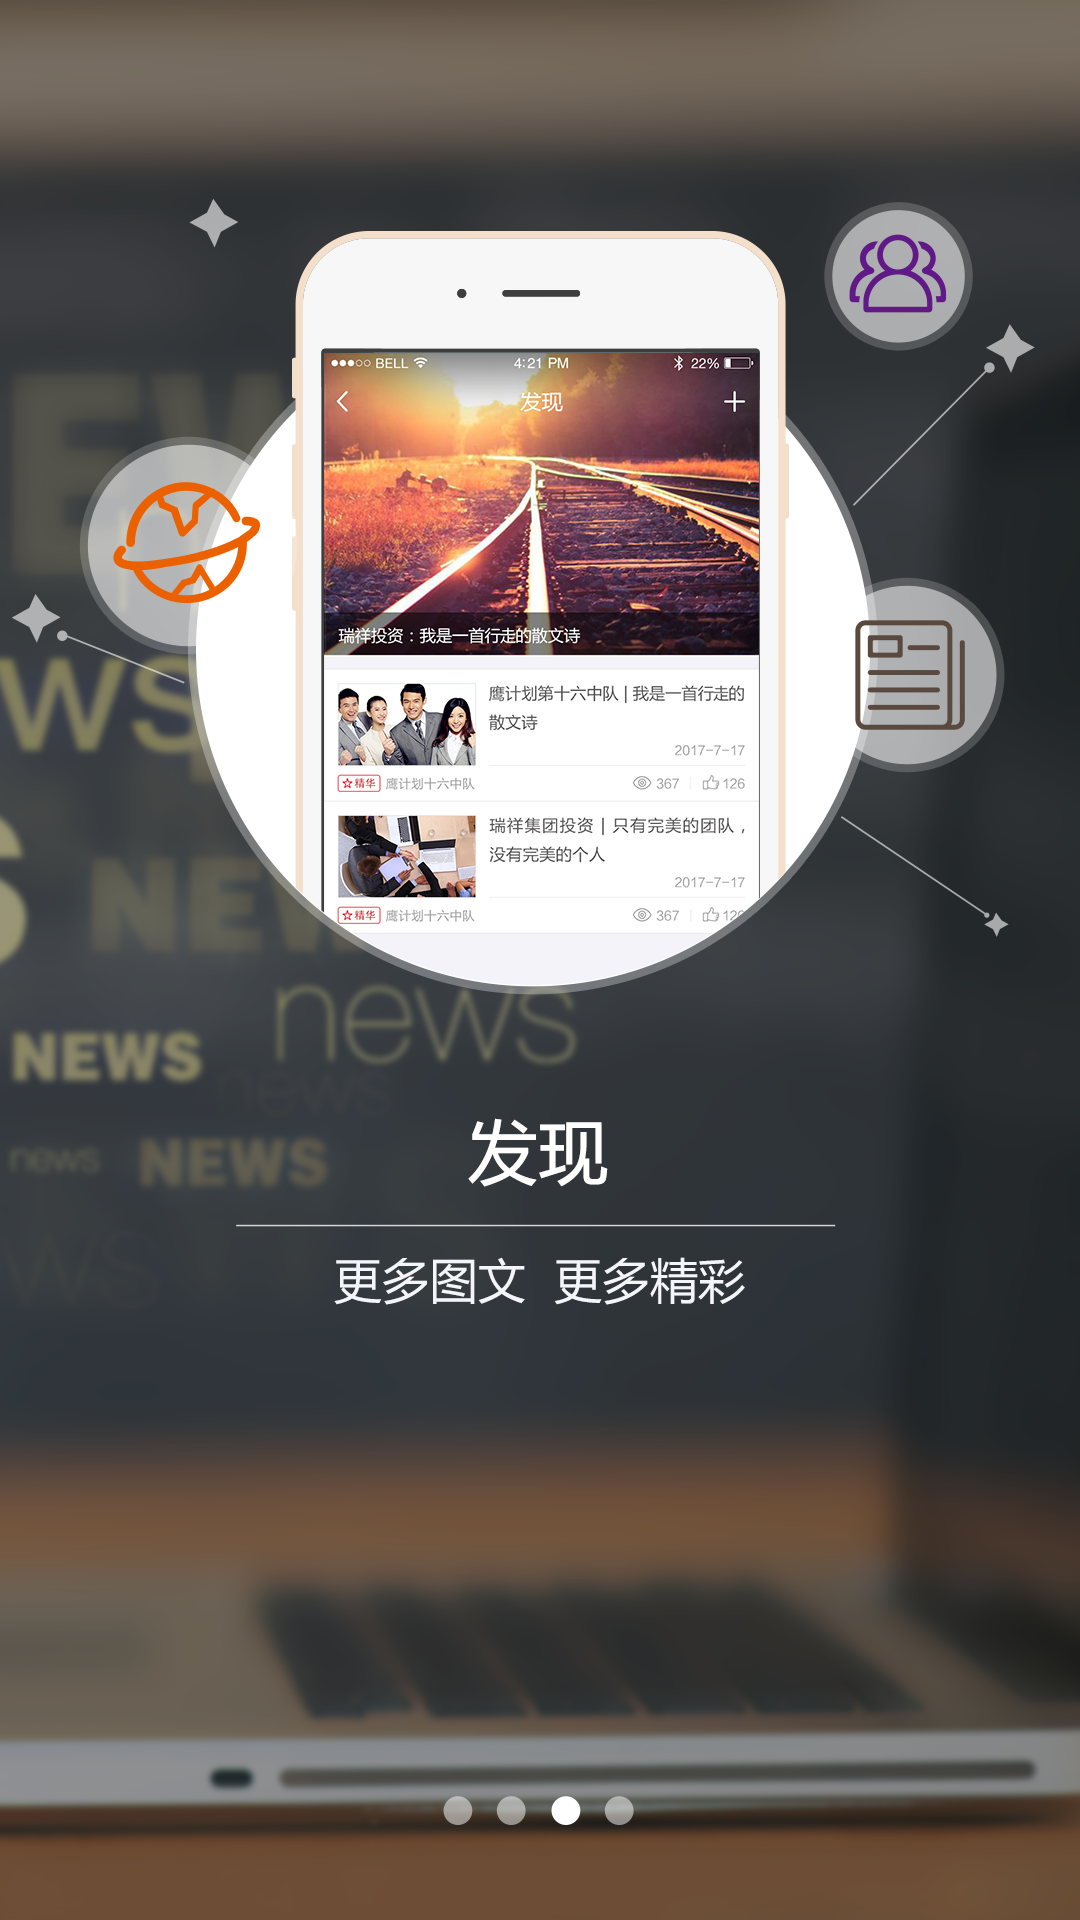 BELL
4:21 PM
22%
发现
瑞祥投资：我是一首行走的散文诗
鹰计划第十六中队 | 我是一首行走的
散文诗
2017-7-17
精华 鹰计划十六中队
367 126
瑞祥集团投资 | 只有完美的团队，
没有完美的个人
2017-7-17
精华 鹰计划十六中队
367
NEWS
news
NEWS
news
news
NEWS
发现
更多图文 更多精彩